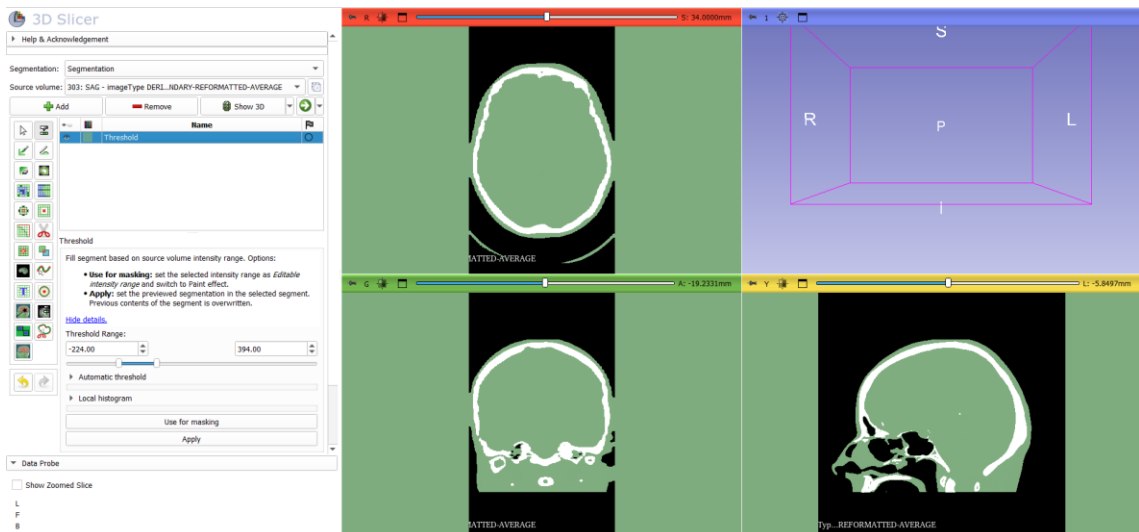 3D Slicer
Help & Acknowledgement
Segmentation: Segmentation
Source volume: 303: SAG - imageType DERI...NDARY-REFORMATTED-AVERAGE
Add Remove Show 3D
Name
Threshold
Threshold
Fill segment based on source volume intensity range. Options:
• Use for masking: set the selected intensity range as Editable
intensity range and switch to Paint effect.
• Apply: set the previewed segmentation in the selected segment.
Previous contents of the segment is overwritten.
Hide details.
Threshold Range:
-224.00 394.00
Automatic threshold
Local histogram
Use for masking
Apply
Data Probe
Show Zoomed Slice
L
F
B
R S: 34.0000mm
MATTED-AVERAGE
1
S
R P L
I
G A: -19.2331mm
MATTED-AVERAGE
Y L: -5.8497mm
Typ...REFORMATTED-AVERAGE